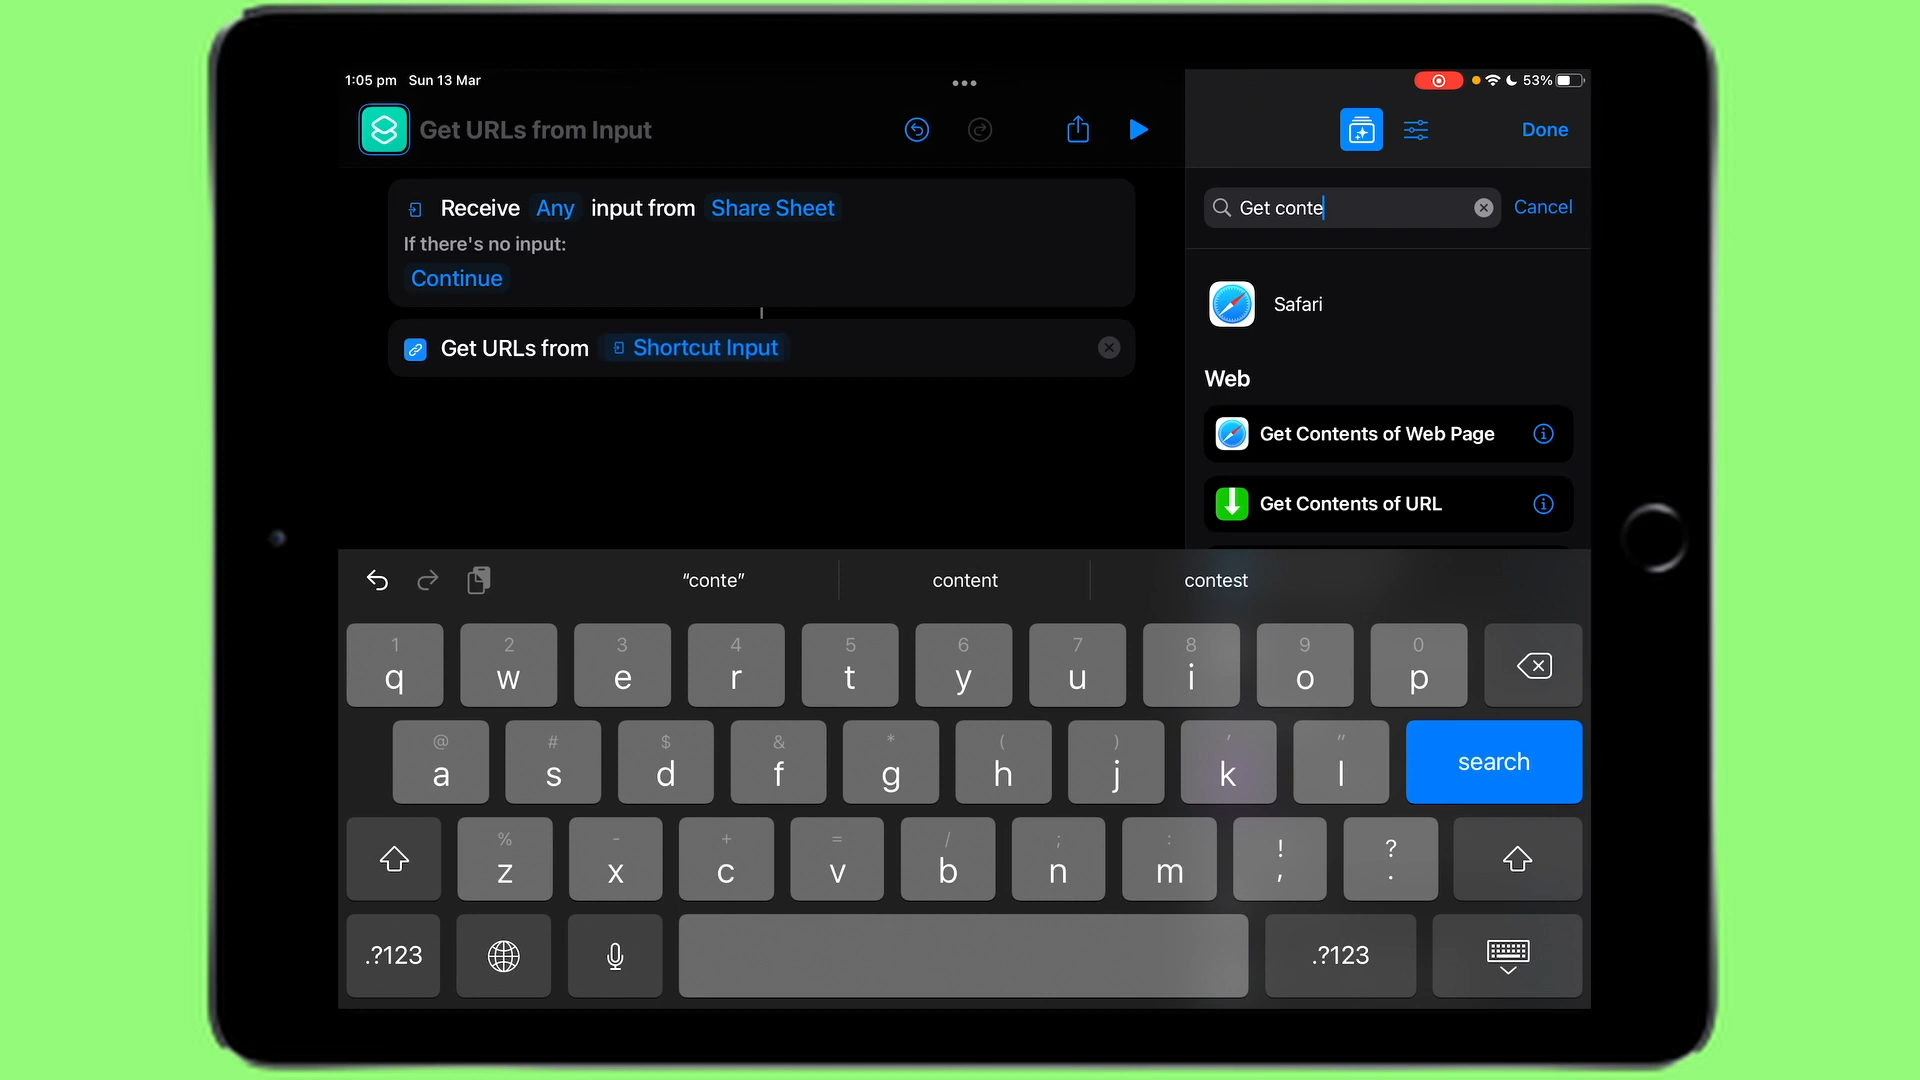 1:05 pm Sun 13 Mar
53%
Get URLs from Input
Done
Receive Any input from Share Sheet
If there's no input:
Continue
Get URLs from Shortcut Input
Get conte
Cancel
Safari
Web
Get Contents of Web Page
Get Contents of URL
“conte” content contest
1 2 3 4 5 6 7 8 9 0
q w e r t y u i o p
@ # $ & * ( ) ' "
a s d f g h j k l search
% - + = / ; : ! ?
z x c v b n m , .
.?123 .?123